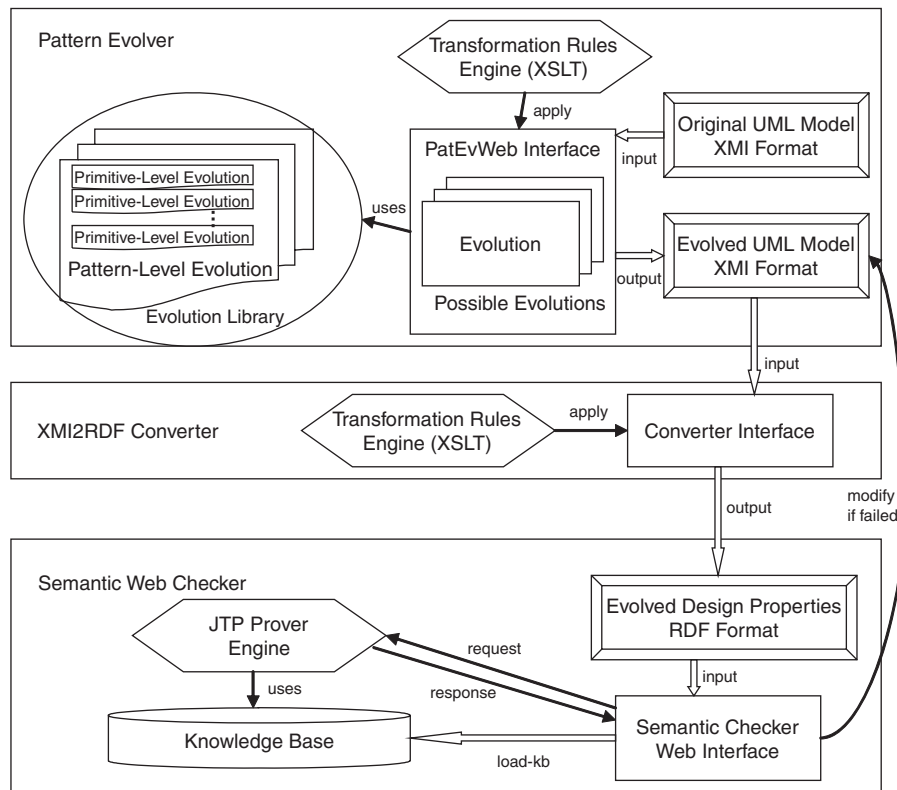 Pattern Evolver
Transformation Rules
Engine (XSLT)
apply
Original UML Model
XMI Format
input
PatEvWeb Interface
Primitive-Level Evolution
Primitive-Level Evolution
Primitive-Level Evolution
Pattern-Level Evolution
Evolution Library
uses
Evolution
Possible Evolutions
output
Evolved UML Model
XMI Format
input
XMI2RDF Converter
Transformation Rules
Engine (XSLT)
apply
Converter Interface
output
modify
if failed
Semantic Web Checker
Evolved Design Properties
RDF Format
JTP Prover
Engine
request
response
input
uses
Knowledge Base
load-kb
Semantic Checker
Web Interface